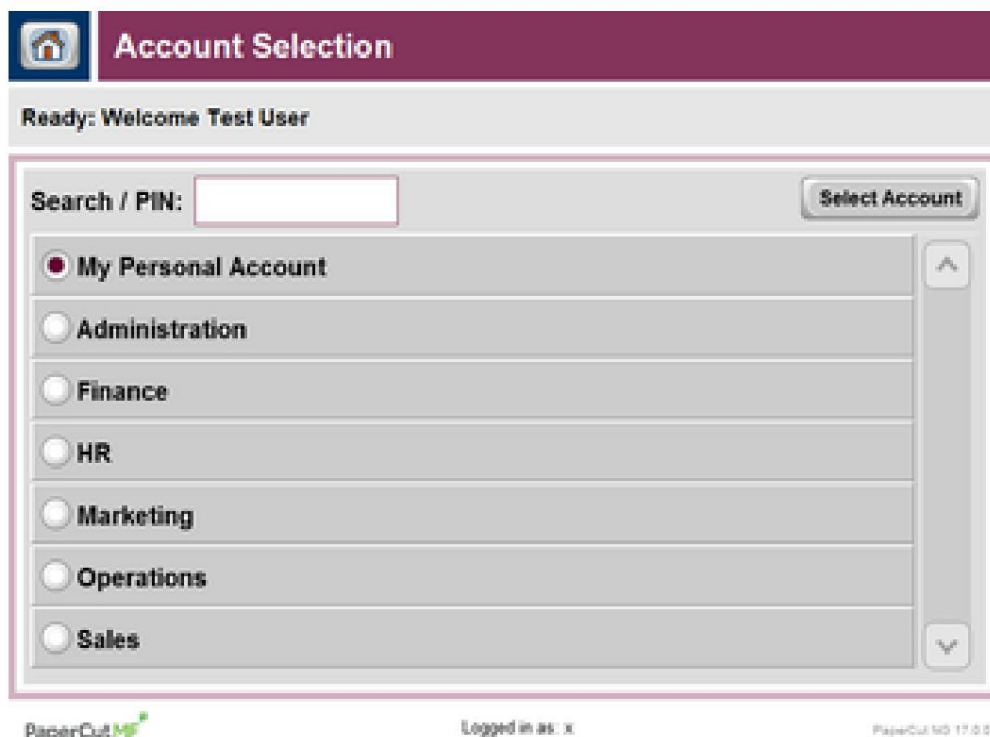 Account Selection
Ready: Welcome Test User
Search / PIN:
Select Account
My Personal Account
Administration
Finance
HR
Marketing
Operations
Sales
PaperCut MF
Logged in as: x
PaperCut